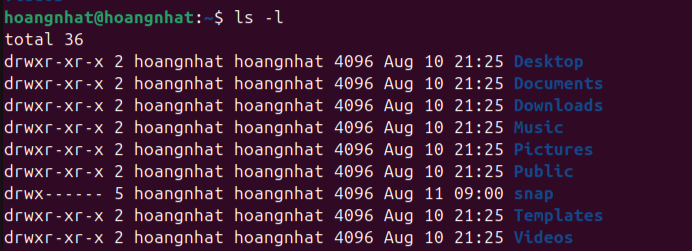 hoangnhat@hoangnhat:~$ ls -l
total 36
drwxr-xr-x 2 hoangnhat hoangnhat 4096 Aug 10 21:25 Desktop
drwxr-xr-x 2 hoangnhat hoangnhat 4096 Aug 10 21:25 Documents
drwxr-xr-x 2 hoangnhat hoangnhat 4096 Aug 10 21:25 Downloads
drwxr-xr-x 2 hoangnhat hoangnhat 4096 Aug 10 21:25 Music
drwxr-xr-x 2 hoangnhat hoangnhat 4096 Aug 10 21:25 Pictures
drwxr-xr-x 2 hoangnhat hoangnhat 4096 Aug 10 21:25 Public
drwx------ 5 hoangnhat hoangnhat 4096 Aug 11 09:00 snap
drwxr-xr-x 2 hoangnhat hoangnhat 4096 Aug 10 21:25 Templates
drwxr-xr-x 2 hoangnhat hoangnhat 4096 Aug 10 21:25 Videos